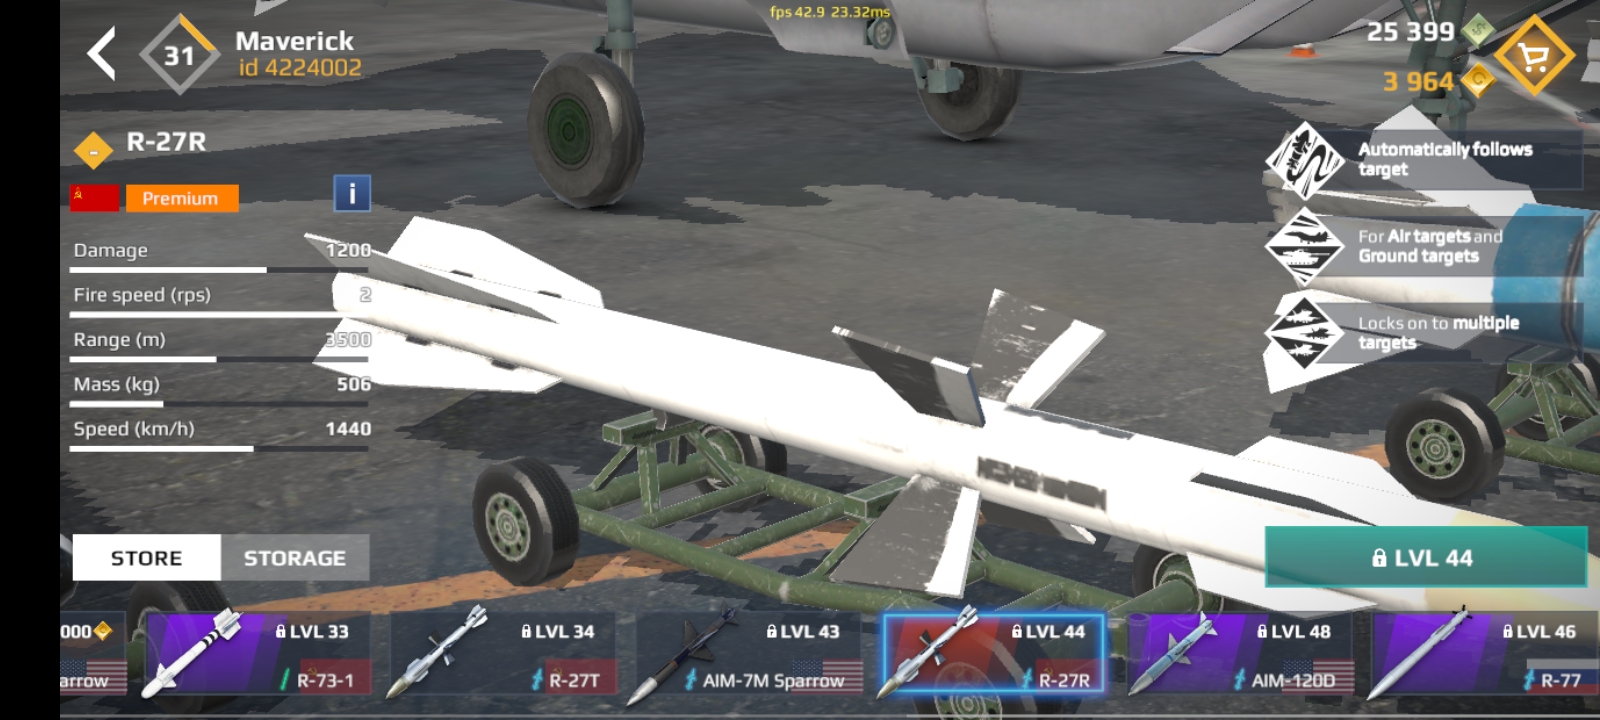 fps 42.9 23.32ms
31
Maverick
id 4224002
25 399
3 964
R-27R
Premium
i
Damage 1200
Fire speed (rps) 2
Range (m) 3500
Mass (kg) 506
Speed (km/h) 1440
Automatically follows
target
For Air targets and
Ground targets
Locks on to multiple
targets
STORE
STORAGE
LVL 44
000
arrow
LVL 33
R-73-1
LVL 34
R-27T
LVL 43
AIM-7M Sparrow
LVL 44
R-27R
LVL 48
AIM-120D
LVL 46
R-77